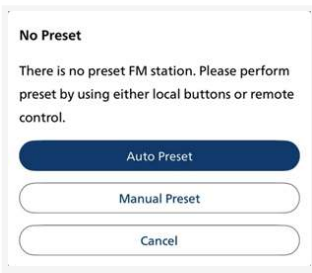 No Preset
There is no preset FM station. Please perform
preset by using either local buttons or remote
control.
Auto Preset
Manual Preset
Cancel